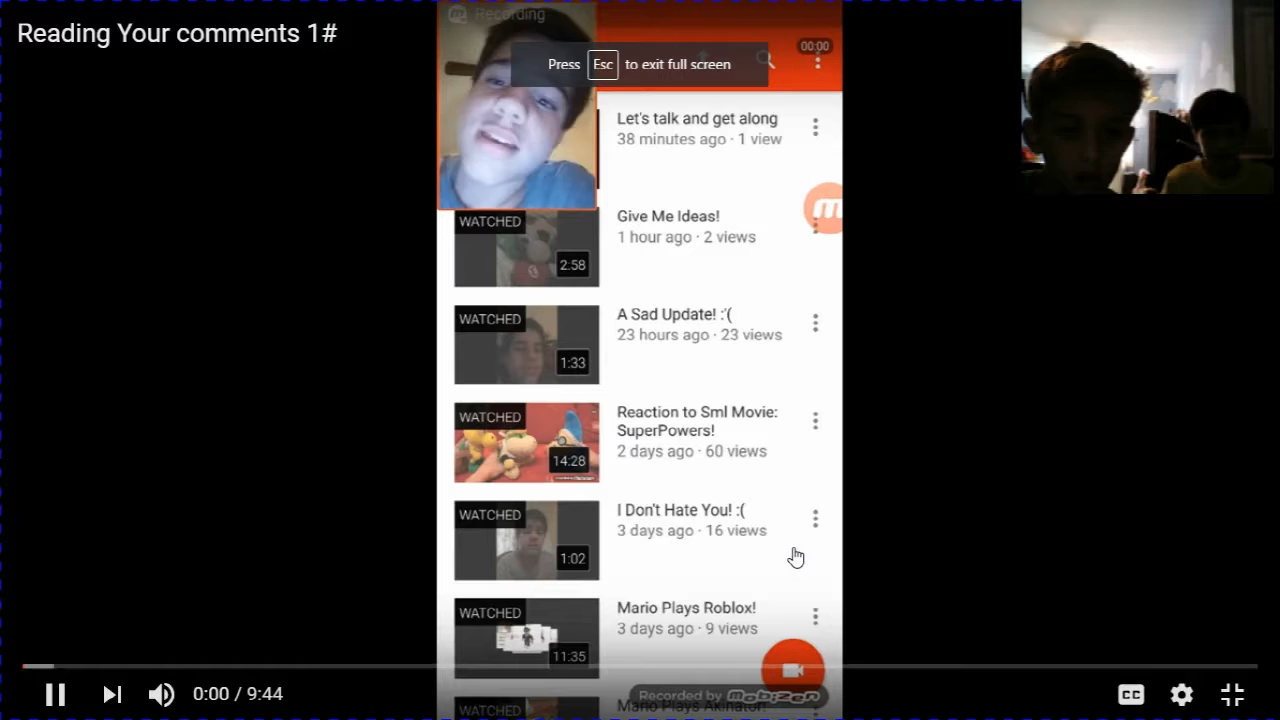 Reading Your comments 1#
Recording
00:00
Press Esc to exit full screen
Let's talk and get along
38 minutes ago · 1 view
WATCHED
2:58
Give Me Ideas!
1 hour ago · 2 views
WATCHED
1:33
A Sad Update! :'(
23 hours ago · 23 views
WATCHED
14:28
Reaction to Sml Movie:
SuperPowers!
2 days ago · 60 views
WATCHED
1:02
I Don't Hate You! :(
3 days ago · 16 views
WATCHED
11:35
Mario Plays Roblox!
3 days ago · 9 views
WATCHED
Mario Plays Akinator!
Recorded by mobizen
0:00 / 9:44
CC